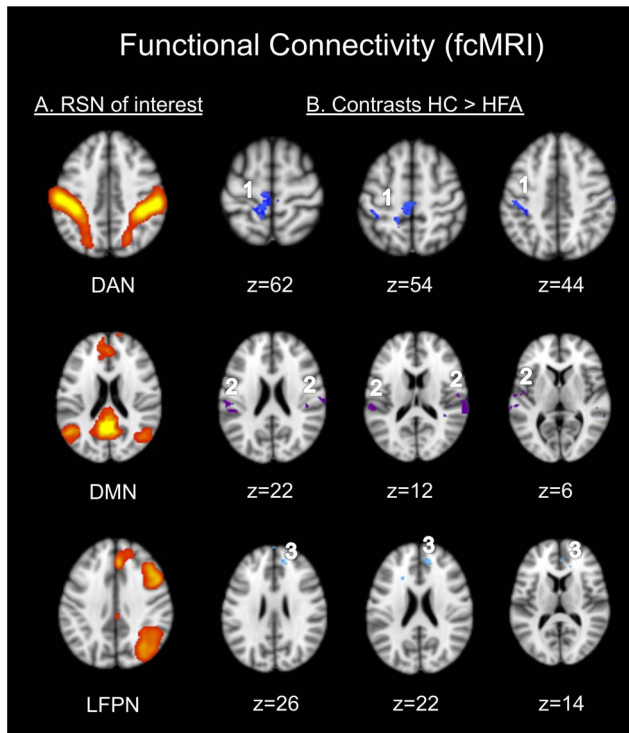 Functional Connectivity (fcMRI)
A. RSN of interest B. Contrasts HC > HFA
1 1 1
DAN z=62 z=54 z=44
2 2 2 2 2
DMN z=22 z=12 z=6
3 3 3
LFPN z=26 z=22 z=14